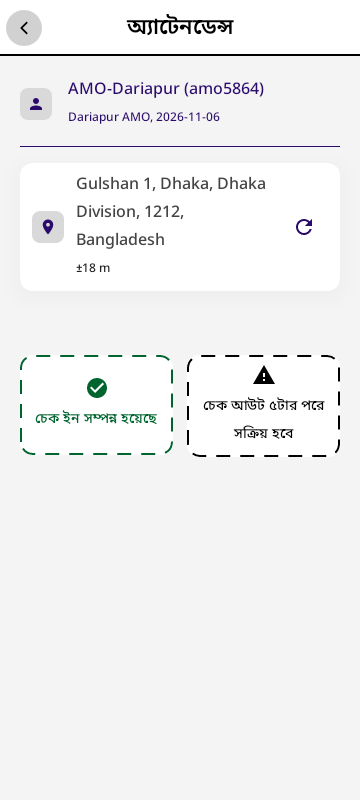 অ্যাটেনডেন্স
AMO-Dariapur (amo5864)
Dariapur AMO, 2026-11-06
Gulshan 1, Dhaka, Dhaka
Division, 1212,
Bangladesh
±18 m
চেক ইন সম্পন্ন হয়েছে
চেক আউট ৫টার পরে
সক্রিয় হবে